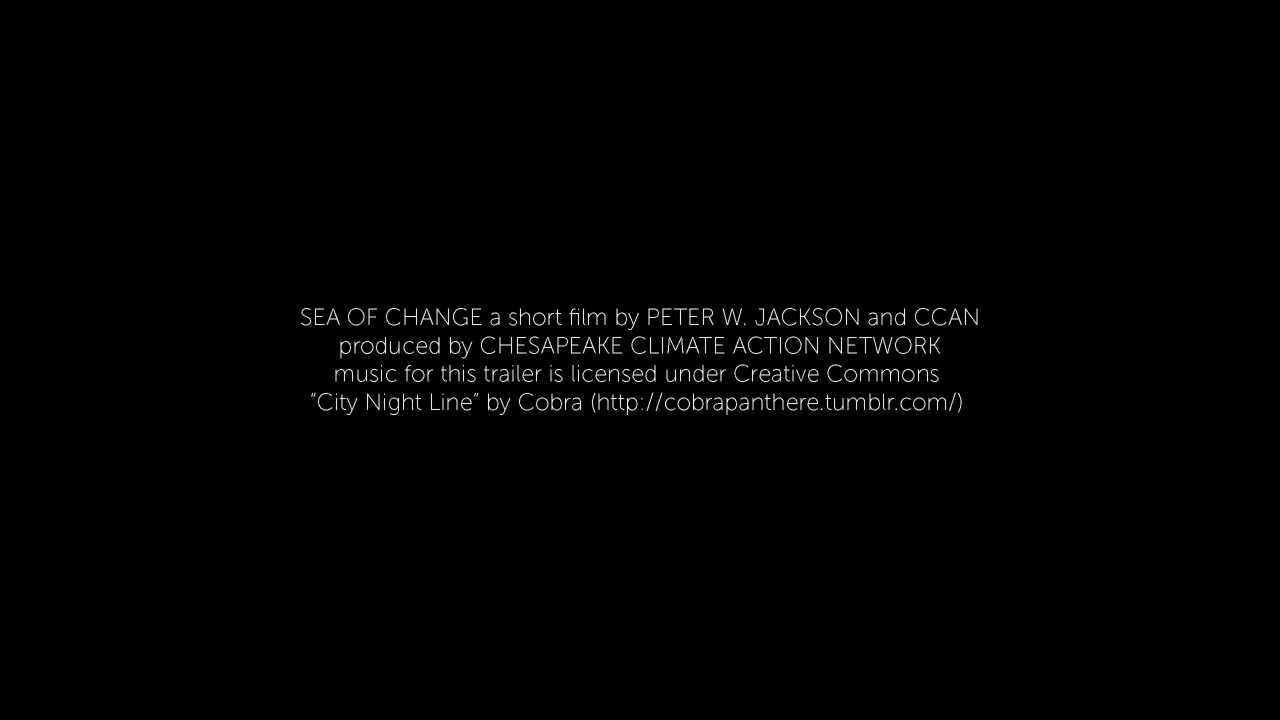 SEA OF CHANGE a short film by PETER W. JACKSON and CCAN
produced by CHESAPEAKE CLIMATE ACTION NETWORK
music for this trailer is licensed under Creative Commons
"City Night Line" by Cobra (http://cobrapanthere.tumblr.com/)